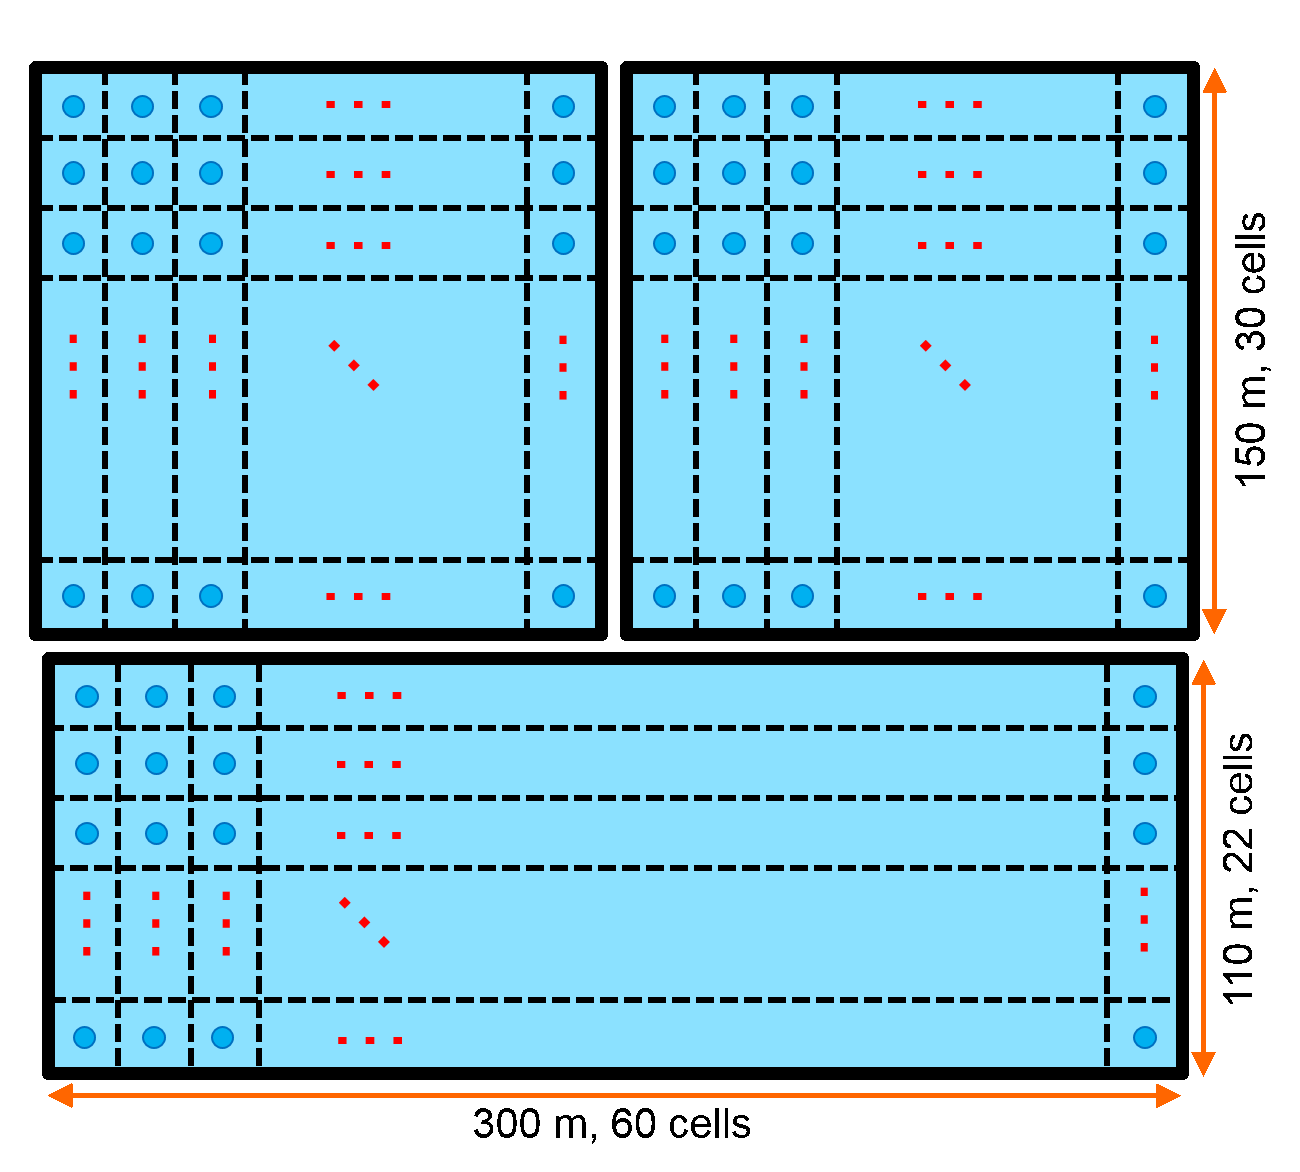 150 m, 30 cells
110 m, 22 cells
300 m, 60 cells